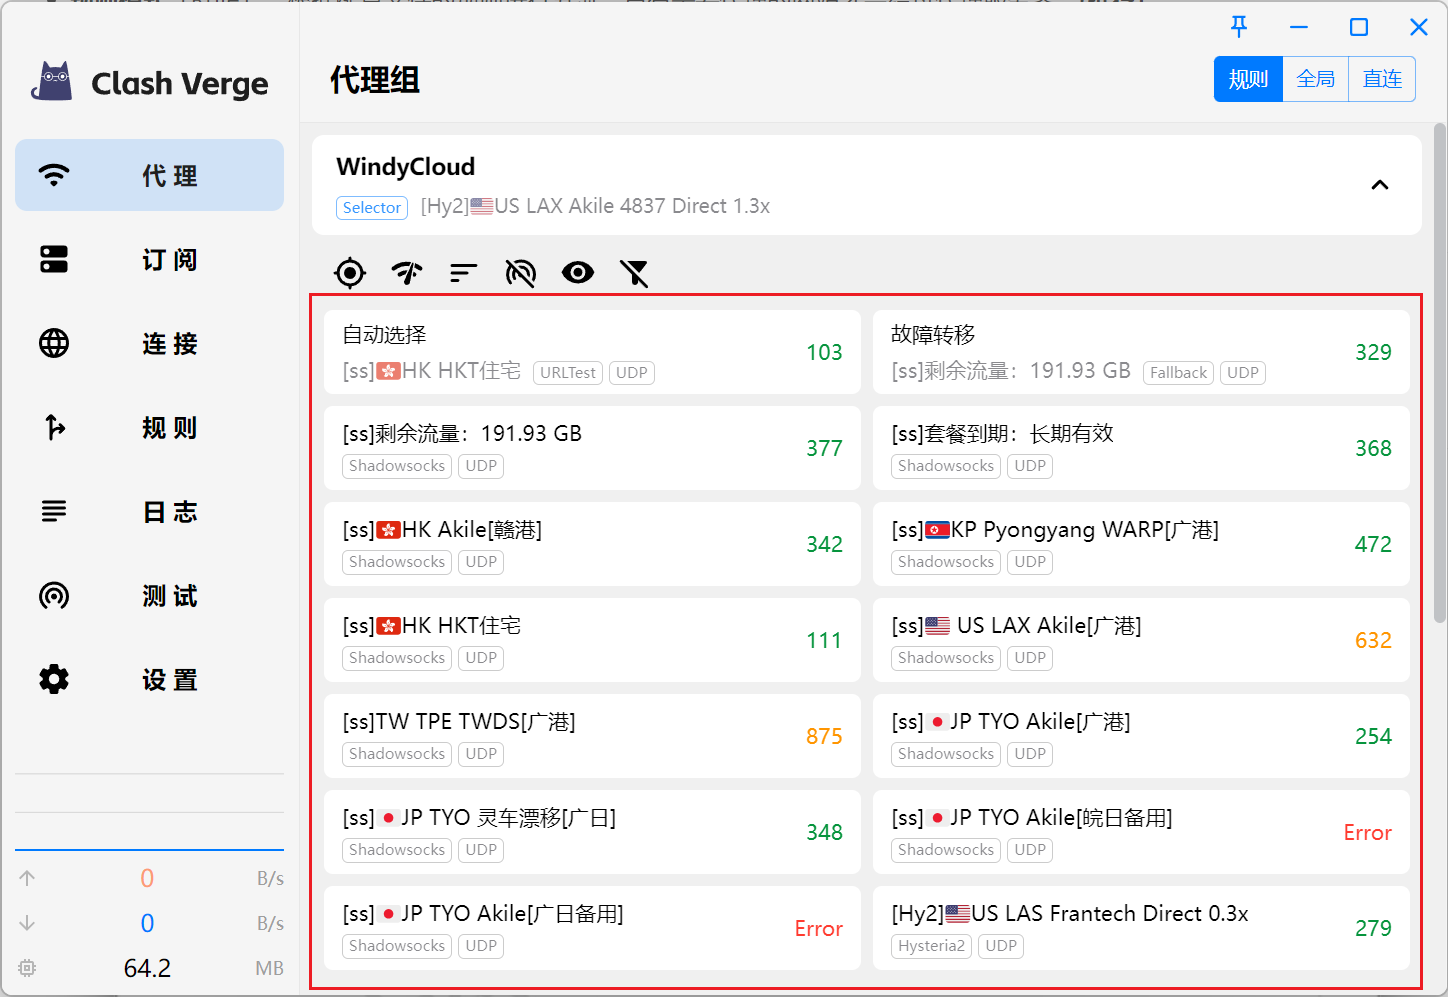 Clash Verge
代理组
规则 全局 直连
代 理
订 阅
连 接
规 则
日 志
测 试
设 置
0 B/s
0 B/s
64.2 MB
WindyCloud
Selector [Hy2]🇺🇸US LAX Akile 4837 Direct 1.3x
自动选择
[ss]🇭🇰HK HKT住宅 URLTest UDP
103
故障转移
[ss]剩余流量：191.93 GB Fallback UDP
329
[ss]剩余流量：191.93 GB
Shadowsocks UDP
377
[ss]套餐到期：长期有效
Shadowsocks UDP
368
[ss]🇭🇰HK Akile[赣港]
Shadowsocks UDP
342
[ss]🇰🇵KP Pyongyang WARP[广港]
Shadowsocks UDP
472
[ss]🇭🇰HK HKT住宅
Shadowsocks UDP
111
[ss]🇺🇸 US LAX Akile[广港]
Shadowsocks UDP
632
[ss]TW TPE TWDS[广港]
Shadowsocks UDP
875
[ss]🇯🇵JP TYO Akile[广港]
Shadowsocks UDP
254
[ss]🇯🇵JP TYO 灵车漂移[广日]
Shadowsocks UDP
348
[ss]🇯🇵JP TYO Akile[皖日备用]
Shadowsocks UDP
Error
[ss]🇯🇵JP TYO Akile[广日备用]
Shadowsocks UDP
Error
[Hy2]🇺🇸US LAS Frantech Direct 0.3x
Hysteria2 UDP
279